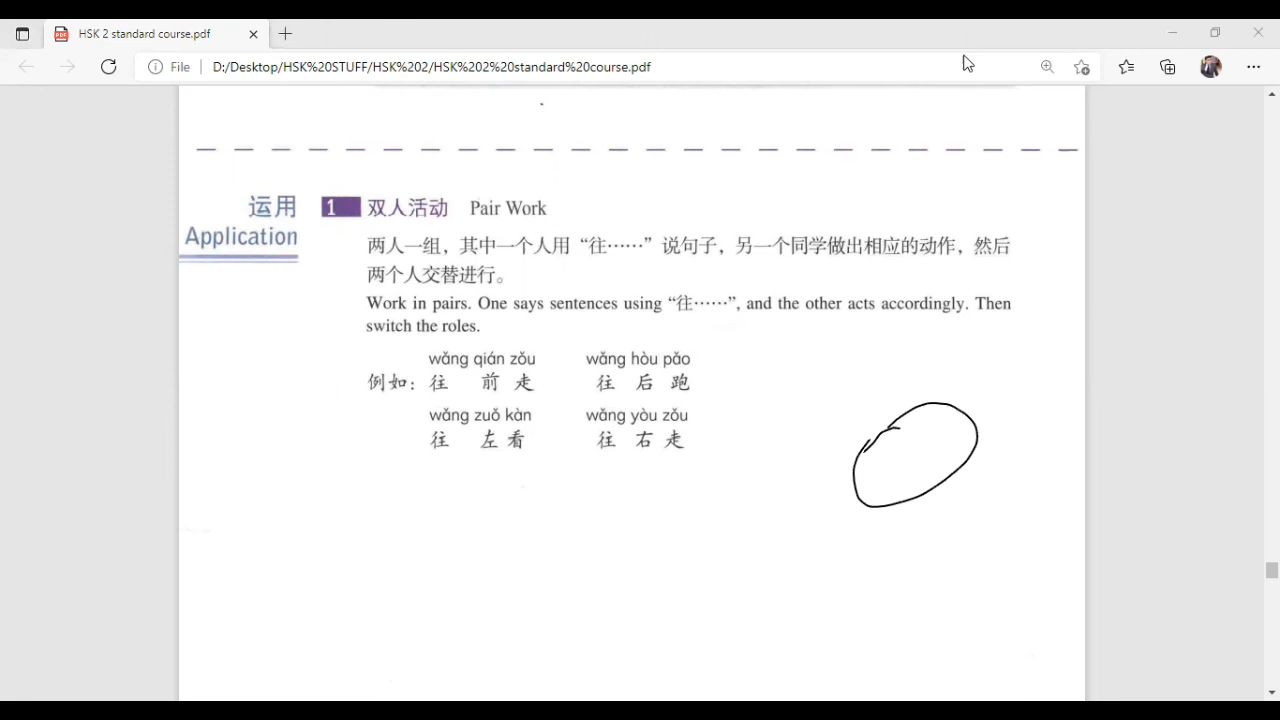 HSK 2 standard course.pdf
File D:/Desktop/HSK%20STUFF/HSK%202/HSK%202%20standard%20course.pdf
运用
Application
1 双人活动 Pair Work
两人一组，其中一个人用“往……”说句子，另一个同学做出相应的动作，然后
两个人交替进行。
Work in pairs. One says sentences using “往……”, and the other acts accordingly. Then
switch the roles.
wǎng qián zǒu wǎng hòu pǎo
例如：往 前 走 往 后 跑
wǎng zuǒ kàn wǎng yòu zǒu
往 左 看 往 右 走